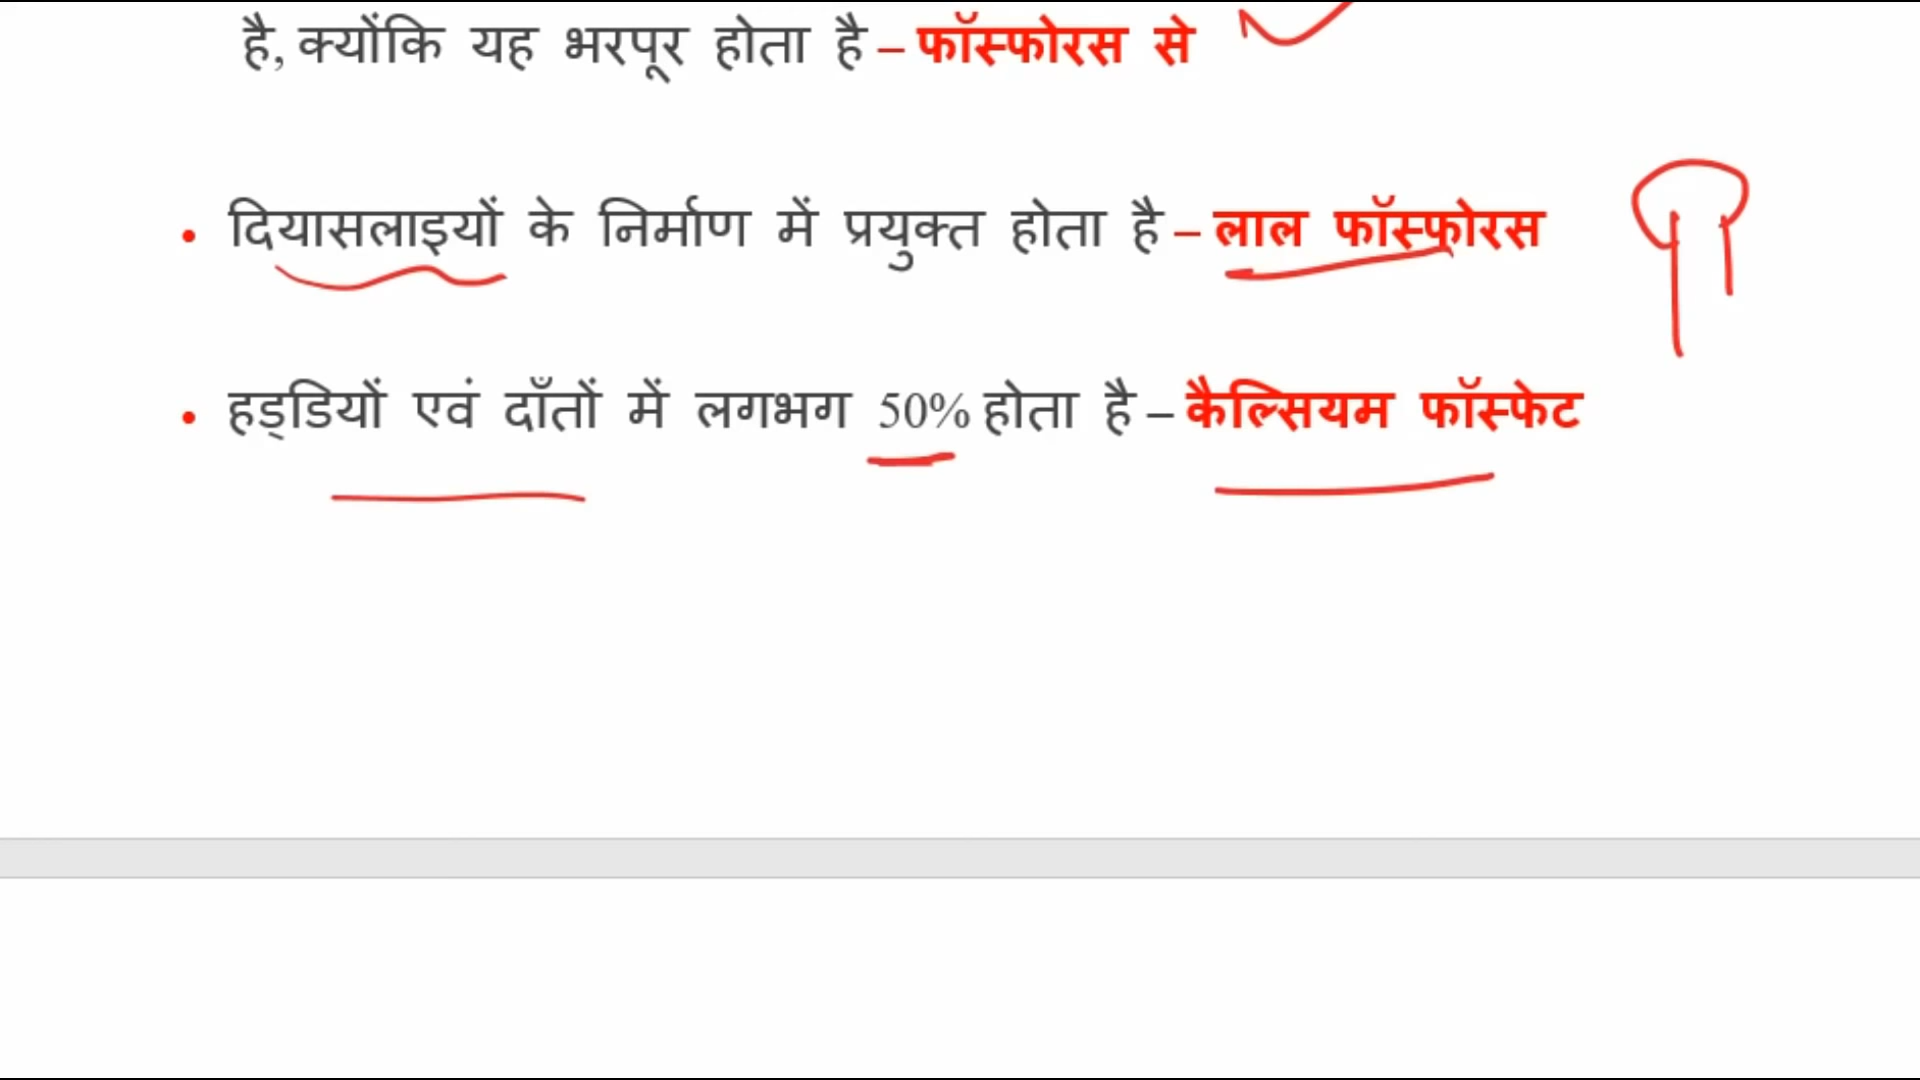 है, क्योंकि यह भरपूर होता है – फॉस्फोरस से
• दियासलाइयों के निर्माण में प्रयुक्त होता है – लाल फॉस्फोरस
• हड्डियों एवं दाँतों में लगभग 50% होता है – कैल्सियम फॉस्फेट